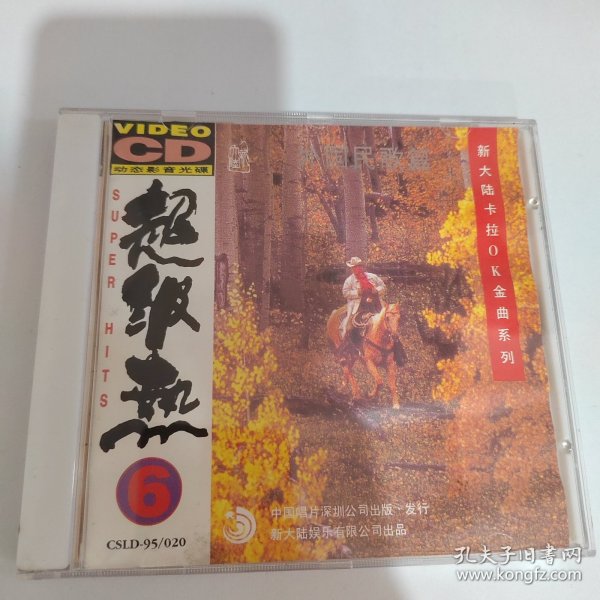 VIDEO
CD
动态影音光碟
SUPER HITS
超级热
6
CSLD-95/020
民歌篇
新大陆卡拉OK金曲系列
中国唱片深圳公司出版·发行
新大陆娱乐有限公司出品
孔夫子旧书网
www.kongfz.com